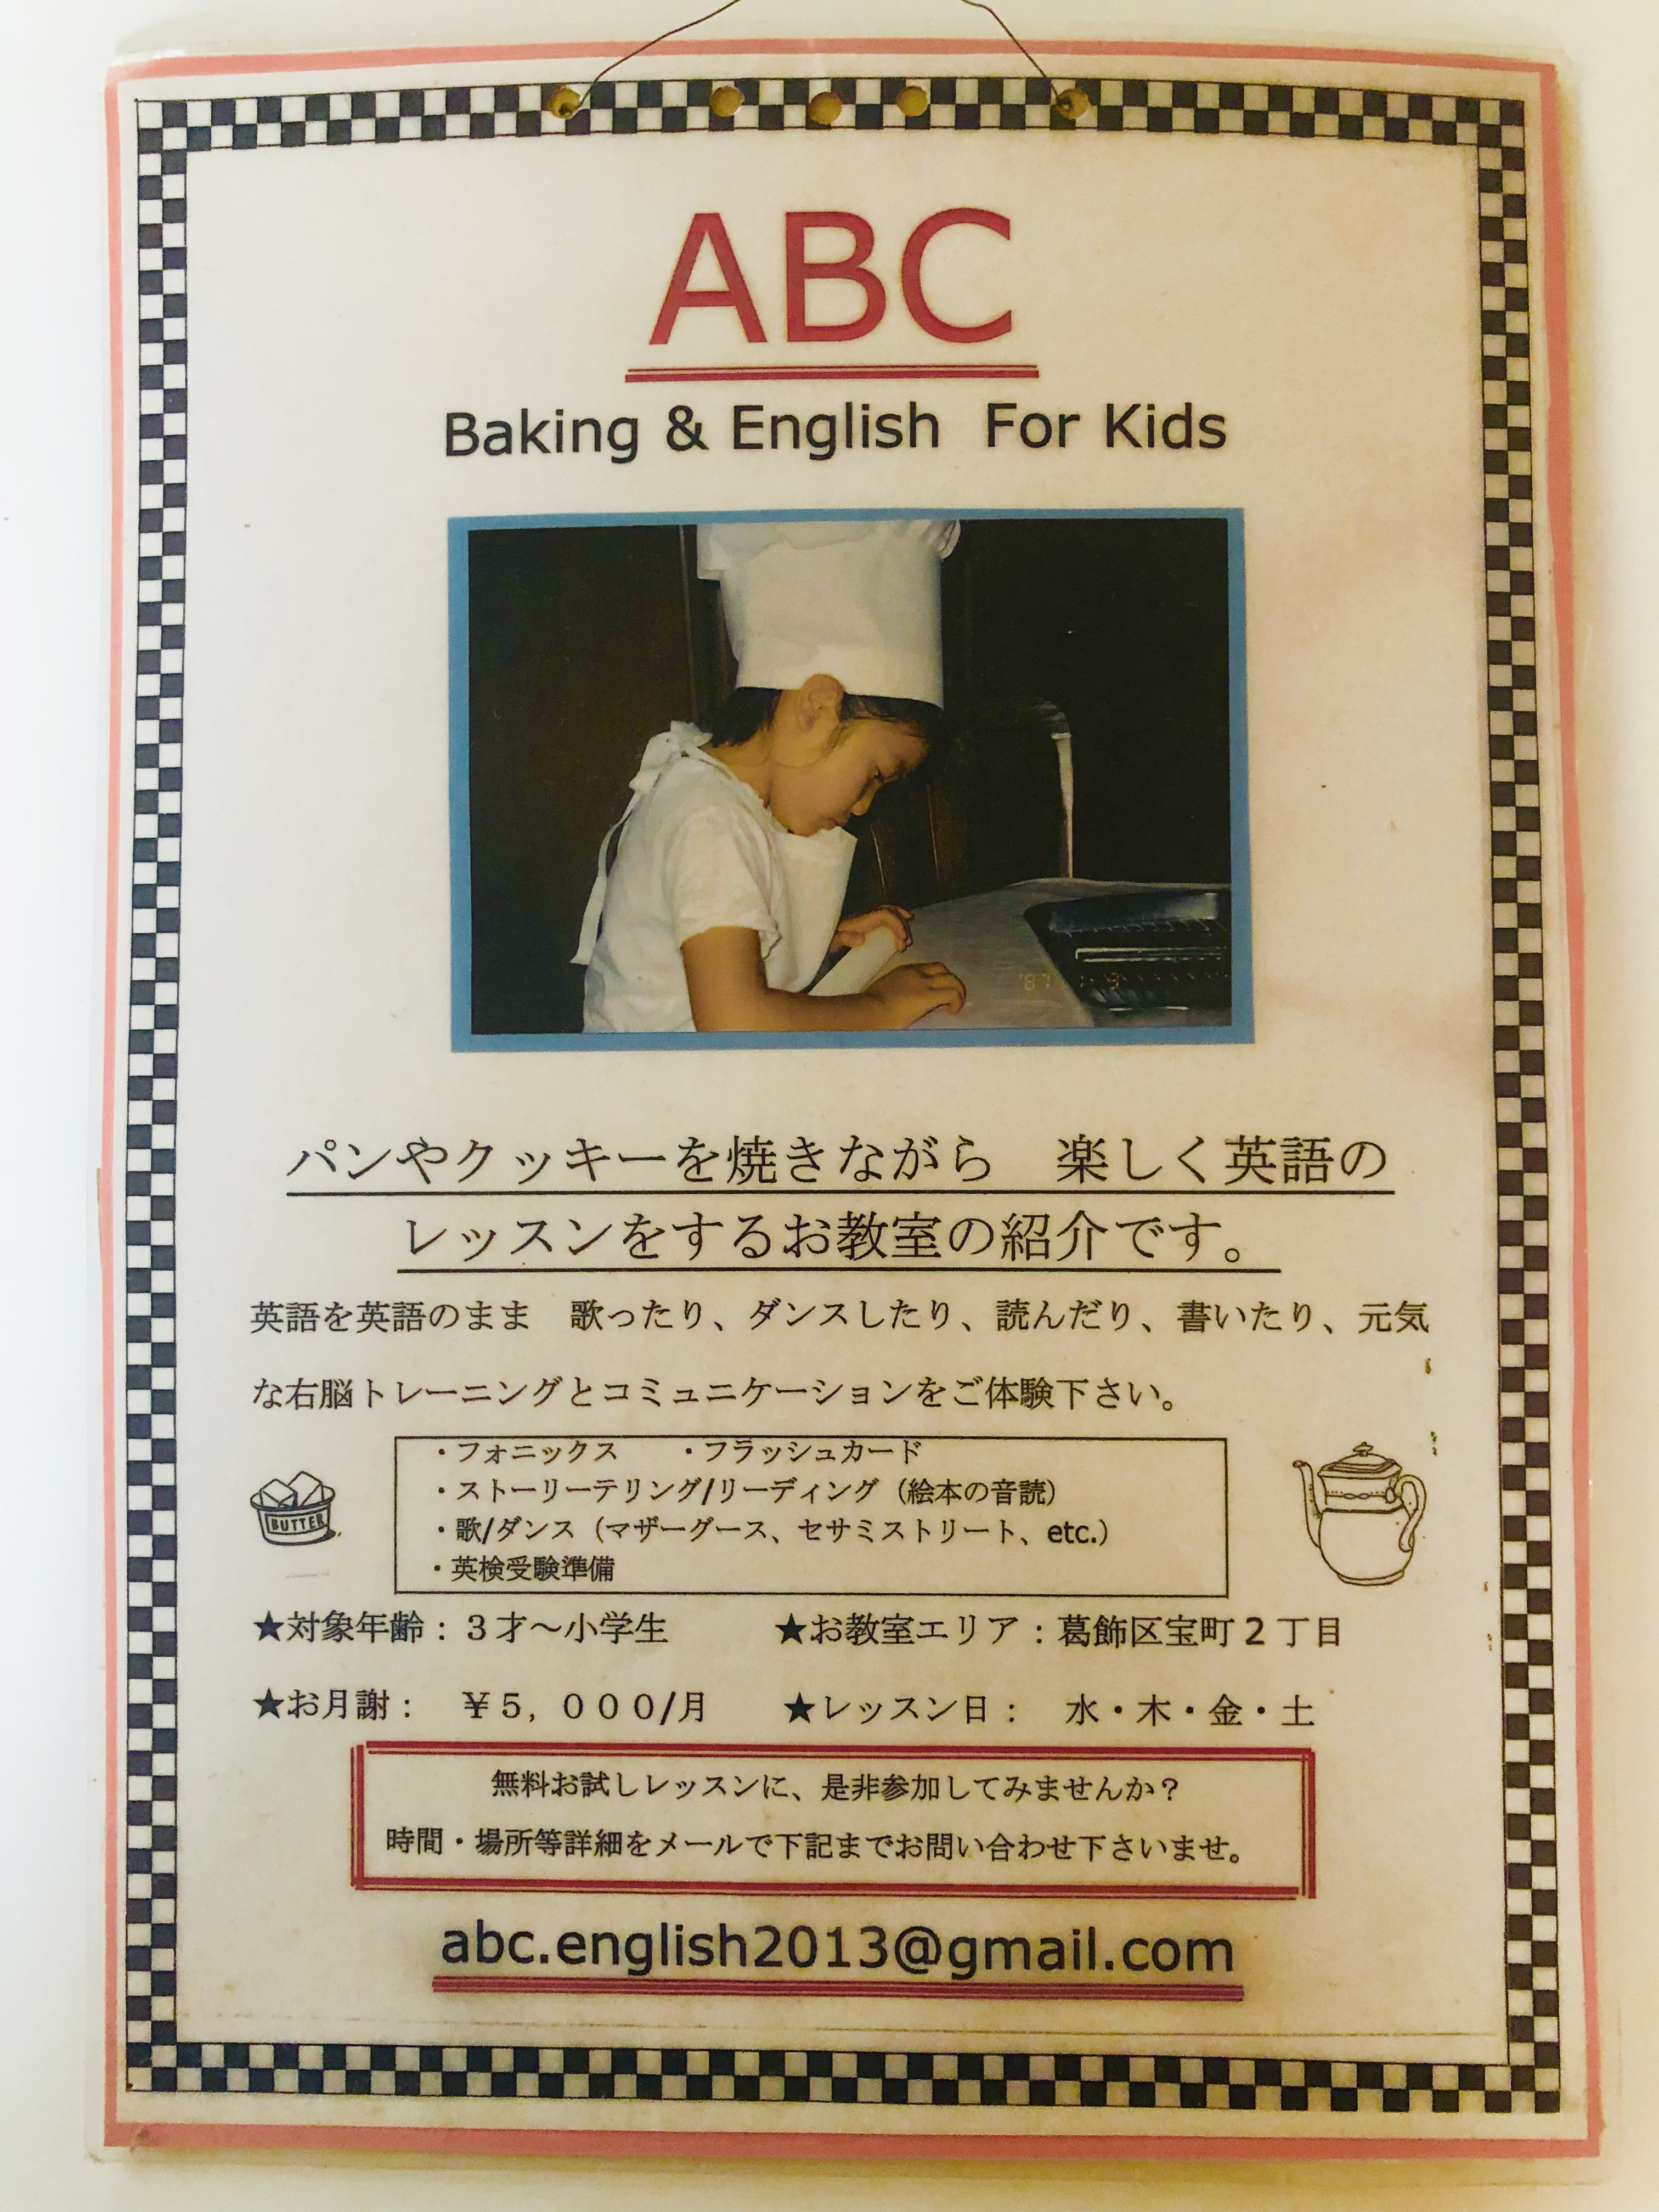 ABC
Baking & English For Kids
パンやクッキーを焼きながら　楽しく英語の
レッスンをするお教室の紹介です。
英語を英語のまま　歌ったり、ダンスしたり、読んだり、書いたり、元気
な右脳トレーニングとコミュニケーションをご体験下さい。
・フォニックス　　・フラッシュカード
・ストーリーテリング/リーディング（絵本の音読）
・歌/ダンス（マザーグース、セサミストリート、etc.）
・英検受験準備
BUTTER
★対象年齢：３才～小学生　　　★お教室エリア：葛飾区宝町２丁目
★お月謝：　￥５，０００/月　　★レッスン日：　水・木・金・土
無料お試しレッスンに、是非参加してみませんか？
時間・場所等詳細をメールで下記までお問い合わせ下さいませ。
abc.english2013@gmail.com